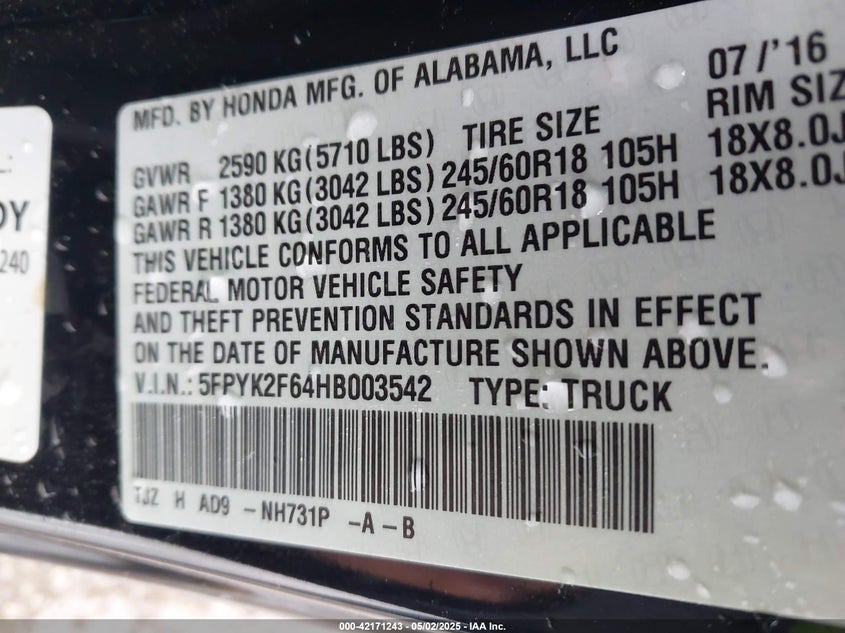 MFD. BY HONDA MFG. OF ALABAMA, LLC 07/'16
GVWR 2590 KG(5710 LBS) TIRE SIZE RIM SIZ
GAWR F 1380 KG(3042 LBS) 245/60R18 105H 18X8.0J
GAWR R 1380 KG(3042 LBS) 245/60R18 105H 18X8.0J
THIS VEHICLE CONFORMS TO ALL APPLICABLE
FEDERAL MOTOR VEHICLE SAFETY
AND THEFT PREVENTION STANDARDS IN EFFECT
ON THE DATE OF MANUFACTURE SHOWN ABOVE.
V.I.N.: 5FPYK2F64HB003542 TYPE: TRUCK
TJZ H AD9 -NH731P -A-B
L:
DY
240
000-42171243 - 05/02/2025 - IAA Inc.